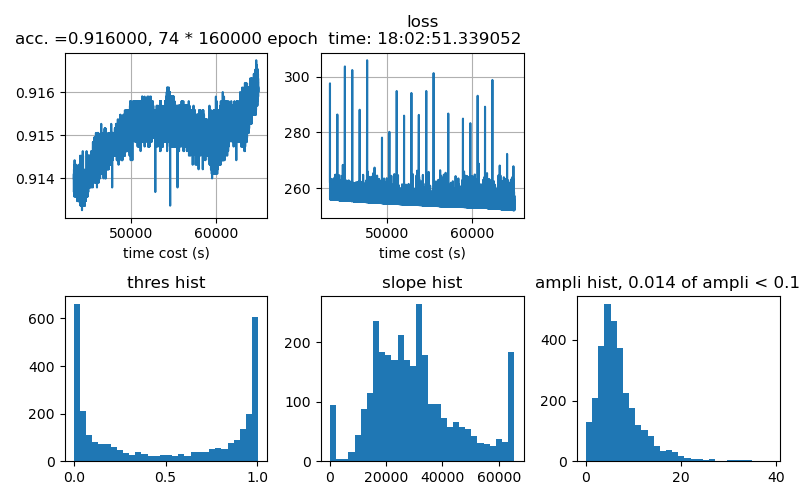 loss
acc. =0.916000, 74 * 160000 epoch time: 18:02:51.339052
0.916
0.915
0.914
50000 60000
time cost (s)
300
280
260
50000 60000
time cost (s)
thres hist
600
400
200
0
0.0 0.5 1.0
slope hist
200
100
0
0 20000 40000 60000
ampli hist, 0.014 of ampli < 0.1
400
200
0
0 20 40